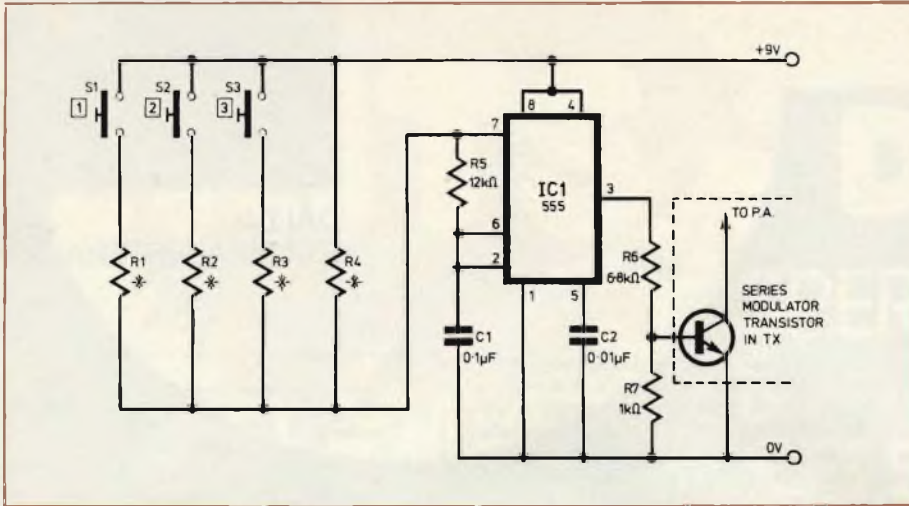 +9V
S1
S2
S3
1
2
3
8
4
7
R5
12kΩ
IC1
555
3
TO P.A.
6
R1
-*-
R2
-*-
R3
-*-
R4
-*-
2
R6
6·8kΩ
SERIES
MODULATOR
TRANSISTOR
IN TX
1
5
C1
0·1µF
C2
0·01µF
R7
1kΩ
0V